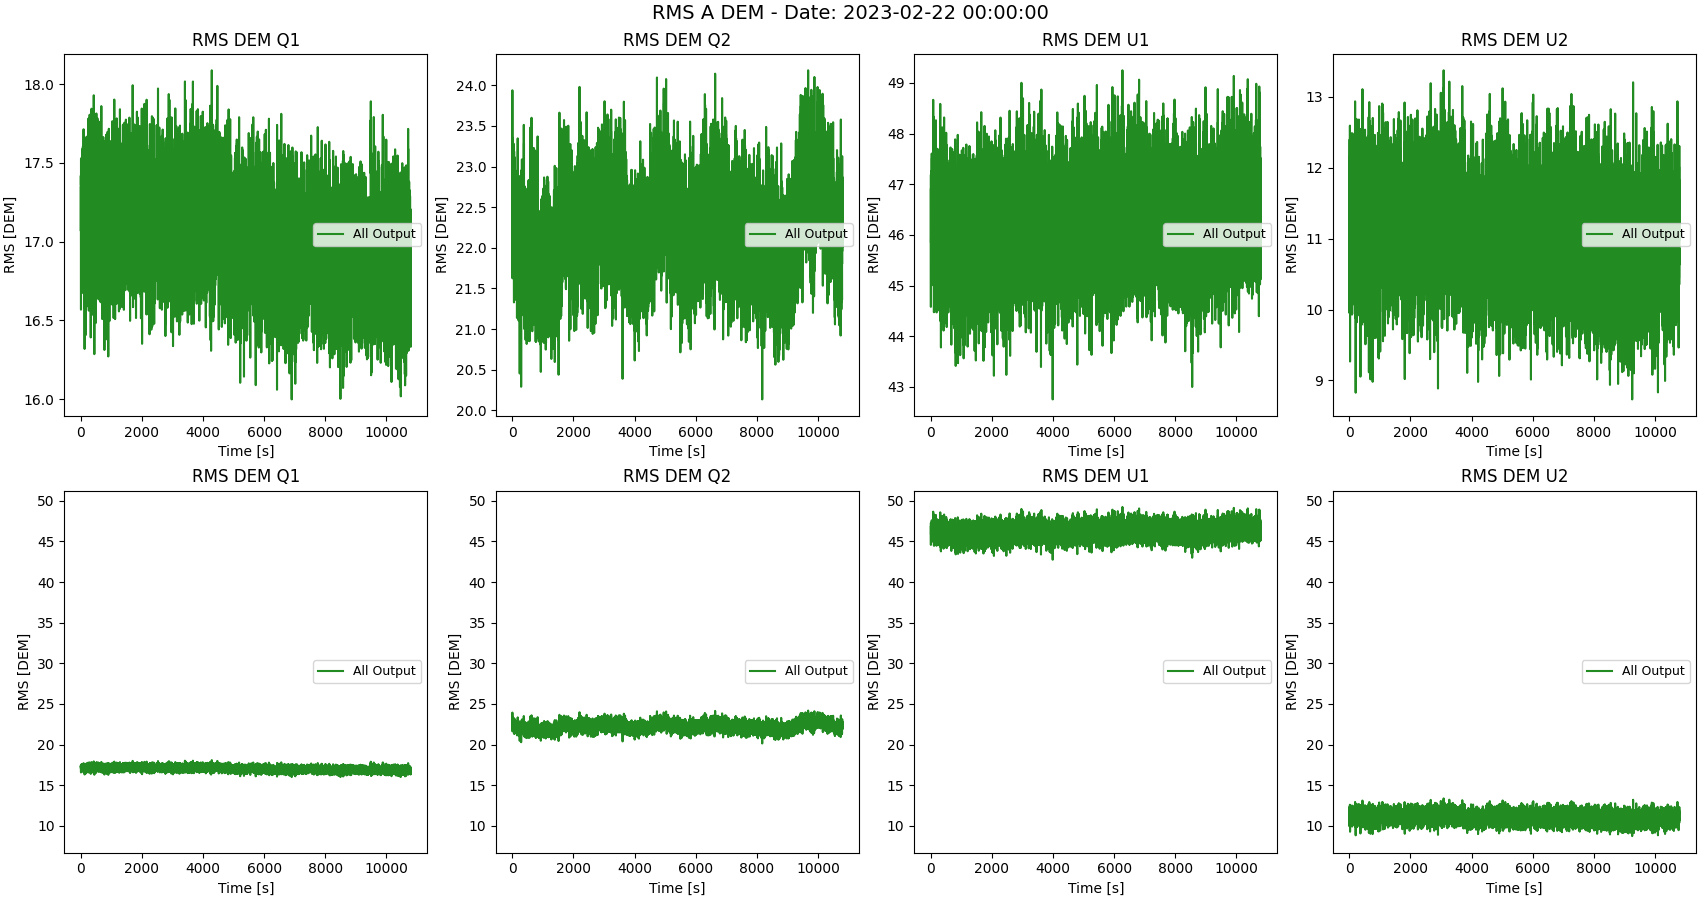 RMS A DEM - Date: 2023-02-22 00:00:00
RMS DEM Q1
RMS [DEM]
18.0
17.5
17.0
16.5
16.0
0 2000 4000 6000 8000 10000
Time [s]
All Output
RMS DEM Q2
RMS [DEM]
24.0
23.5
23.0
22.5
22.0
21.5
21.0
20.5
20.0
0 2000 4000 6000 8000 10000
Time [s]
All Output
RMS DEM U1
RMS [DEM]
49
48
47
46
45
44
43
0 2000 4000 6000 8000 10000
Time [s]
All Output
RMS DEM U2
RMS [DEM]
13
12
11
10
9
0 2000 4000 6000 8000 10000
Time [s]
All Output
RMS DEM Q1
RMS [DEM]
50
45
40
35
30
25
20
15
10
0 2000 4000 6000 8000 10000
Time [s]
All Output
RMS DEM Q2
RMS [DEM]
50
45
40
35
30
25
20
15
10
0 2000 4000 6000 8000 10000
Time [s]
All Output
RMS DEM U1
RMS [DEM]
50
45
40
35
30
25
20
15
10
0 2000 4000 6000 8000 10000
Time [s]
All Output
RMS DEM U2
RMS [DEM]
50
45
40
35
30
25
20
15
10
0 2000 4000 6000 8000 10000
Time [s]
All Output